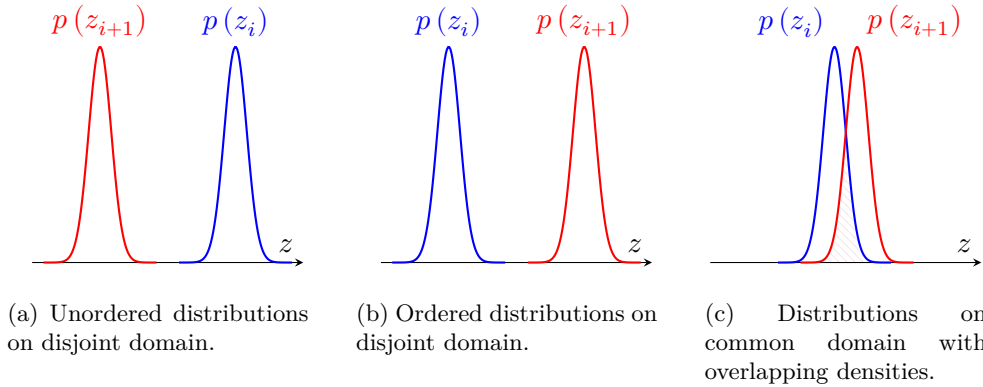 p (z_{i+1}) p (z_i)
z
(a) Unordered distributions
on disjoint domain.
p (z_i) p (z_{i+1})
z
(b) Ordered distributions on
disjoint domain.
p (z_i) p (z_{i+1})
z
(c) Distributions on
common domain with
overlapping densities.